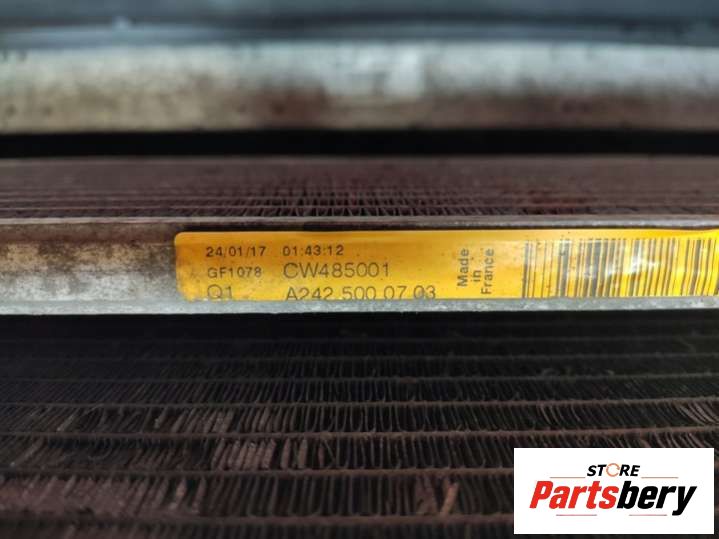 24/01/17 01:43:12
GF1078 CW485001
Q1 A242 500 07 03
Made
in
France
STORE
Partsbery